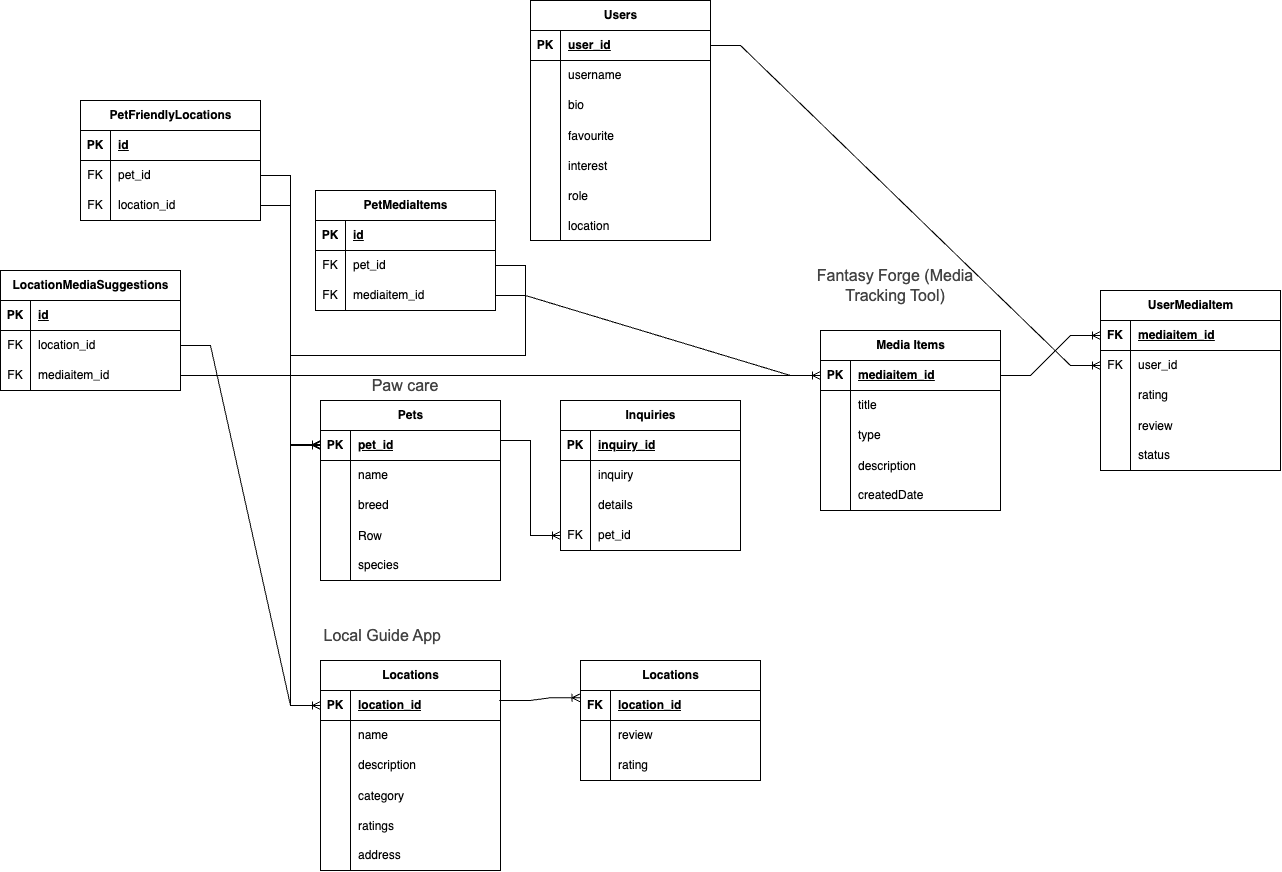 Users
PK user_id
username
bio
favourite
interest
role
location
PetFriendlyLocations
PK id
FK pet_id
FK location_id
PetMediaItems
PK id
FK pet_id
FK mediaitem_id
LocationMediaSuggestions
PK id
FK location_id
FK mediaitem_id
Fantasy Forge (Media
Tracking Tool)
Media Items
PK mediaitem_id
title
type
description
createdDate
UserMediaItem
FK mediaitem_id
FK user_id
rating
review
status
Paw care
Pets
PK pet_id
name
breed
Row
species
Inquiries
PK inquiry_id
inquiry
details
FK pet_id
Local Guide App
Locations
PK location_id
name
description
category
ratings
address
Locations
FK location_id
review
rating